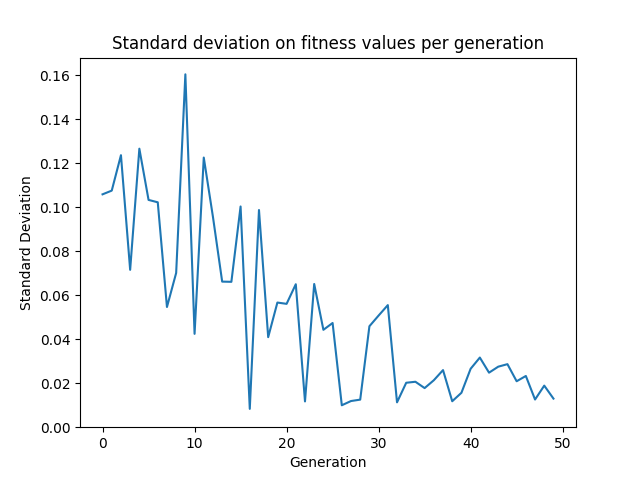 Standard deviation on fitness values per generation
0.16
0.14
0.12
0.10
0.08
0.06
0.04
0.02
0.00
Standard Deviation
0 10 20 30 40 50
Generation